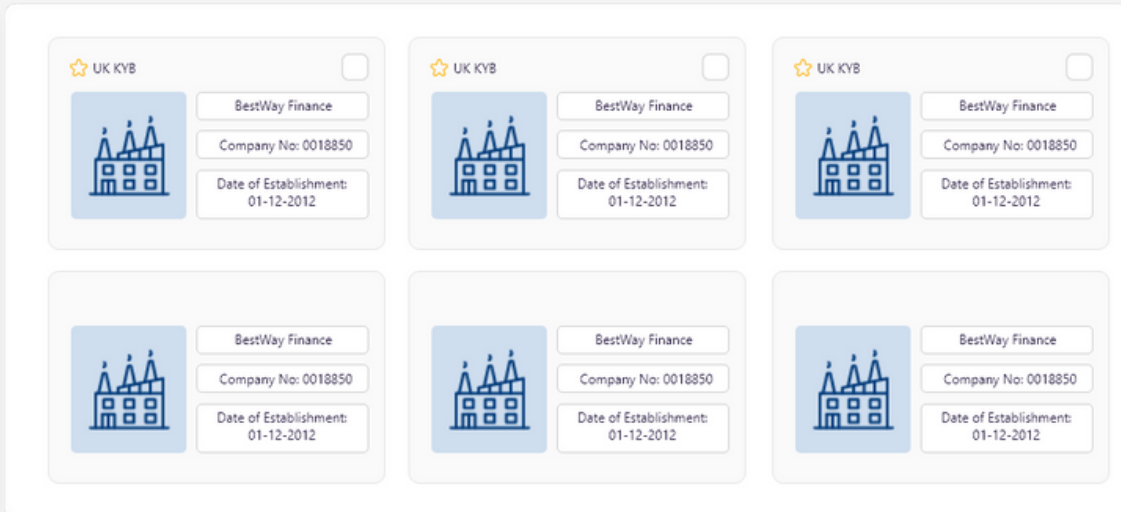 UK KYB
UK KYB
UK KYB
BestWay Finance
Company No: 0018850
Date of Establishment:
01-12-2012
BestWay Finance
Company No: 0018850
Date of Establishment:
01-12-2012
BestWay Finance
Company No: 0018850
Date of Establishment:
01-12-2012
BestWay Finance
Company No: 0018850
Date of Establishment:
01-12-2012
BestWay Finance
Company No: 0018850
Date of Establishment:
01-12-2012
BestWay Finance
Company No: 0018850
Date of Establishment:
01-12-2012